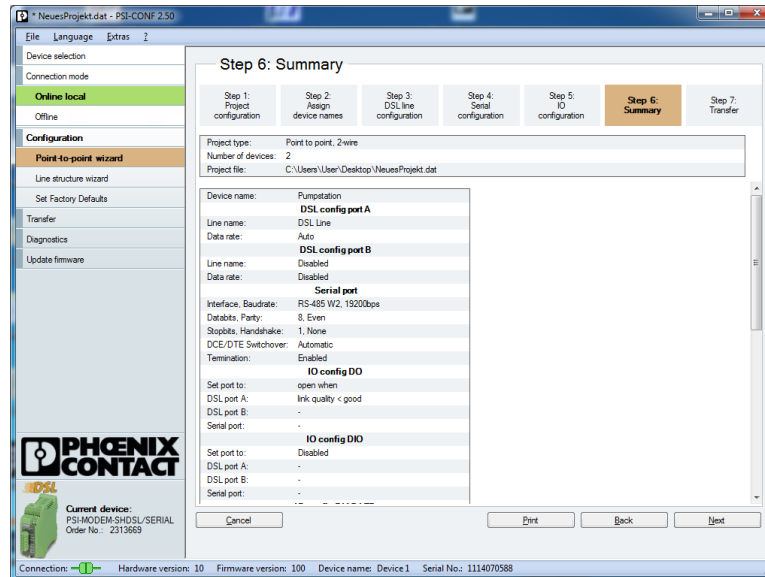 * NeuesProjekt.dat - PSI-CONF 2.50
File Language Extras ?
Device selection
Connection mode
Online local
Offline
Configuration
Point-to-point wizard
Line structure wizard
Set Factory Defaults
Transfer
Diagnostics
Update firmware
PHŒNIX
CONTACT
DSL
Current device:
PSI-MODEM-SHDSL/SERIAL
Order No.: 2313669
Step 6: Summary
Step 1:
Project
configuration
Step 2:
Assign
device names
Step 3:
DSL line
configuration
Step 4:
Serial
configuration
Step 5:
IO
configuration
Step 6:
Summary
Step 7:
Transfer
Project type: Point to point, 2-wire
Number of devices: 2
Project file: C:\Users\User\Desktop\NeuesProjekt.dat
Device name: Pumpstation
DSL config port A
Line name: DSL Line
Data rate: Auto
DSL config port B
Line name: Disabled
Data rate: Disabled
Serial port
Interface, Baudrate: RS-485 W2, 19200bps
Databits, Parity: 8, Even
Stopbits, Handshake: 1, None
DCE/DTE Switchover: Automatic
Termination: Enabled
IO config DO
Set port to: open when
DSL port A: link quality < good
DSL port B: -
Serial port: -
IO config DIO
Set port to: Disabled
DSL port A: -
DSL port B: -
Serial port: -
Cancel Print Back Next
Connection: Hardware version: 10 Firmware version: 100 Device name: Device 1 Serial No.: 1114070588